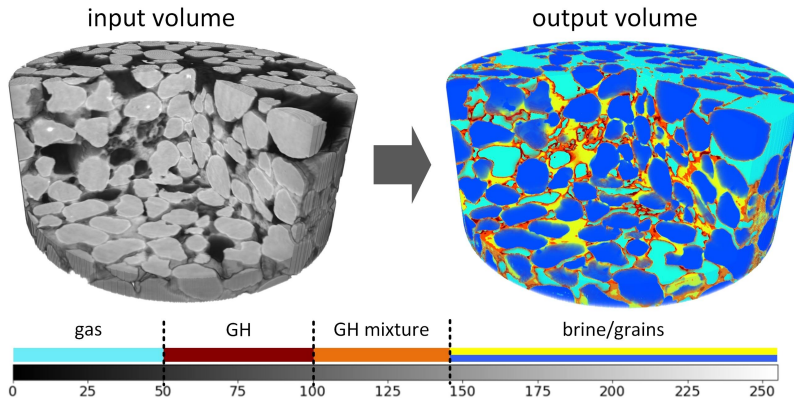 input volume
output volume
gas GH GH mixture brine/grains
0 25 50 75 100 125 150 175 200 225 250